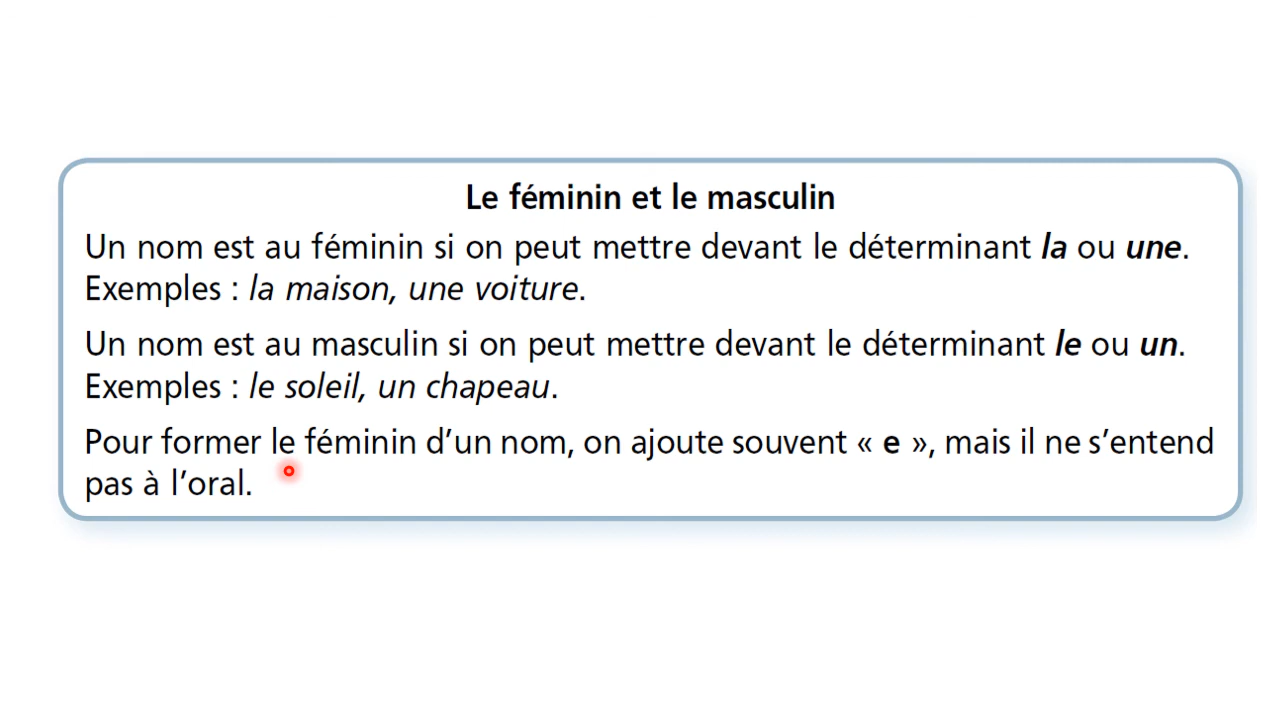 Le féminin et le masculin
Un nom est au féminin si on peut mettre devant le déterminant la ou une.
Exemples : la maison, une voiture.
Un nom est au masculin si on peut mettre devant le déterminant le ou un.
Exemples : le soleil, un chapeau.
Pour former le féminin d’un nom, on ajoute souvent « e », mais il ne s’entend
pas à l’oral.